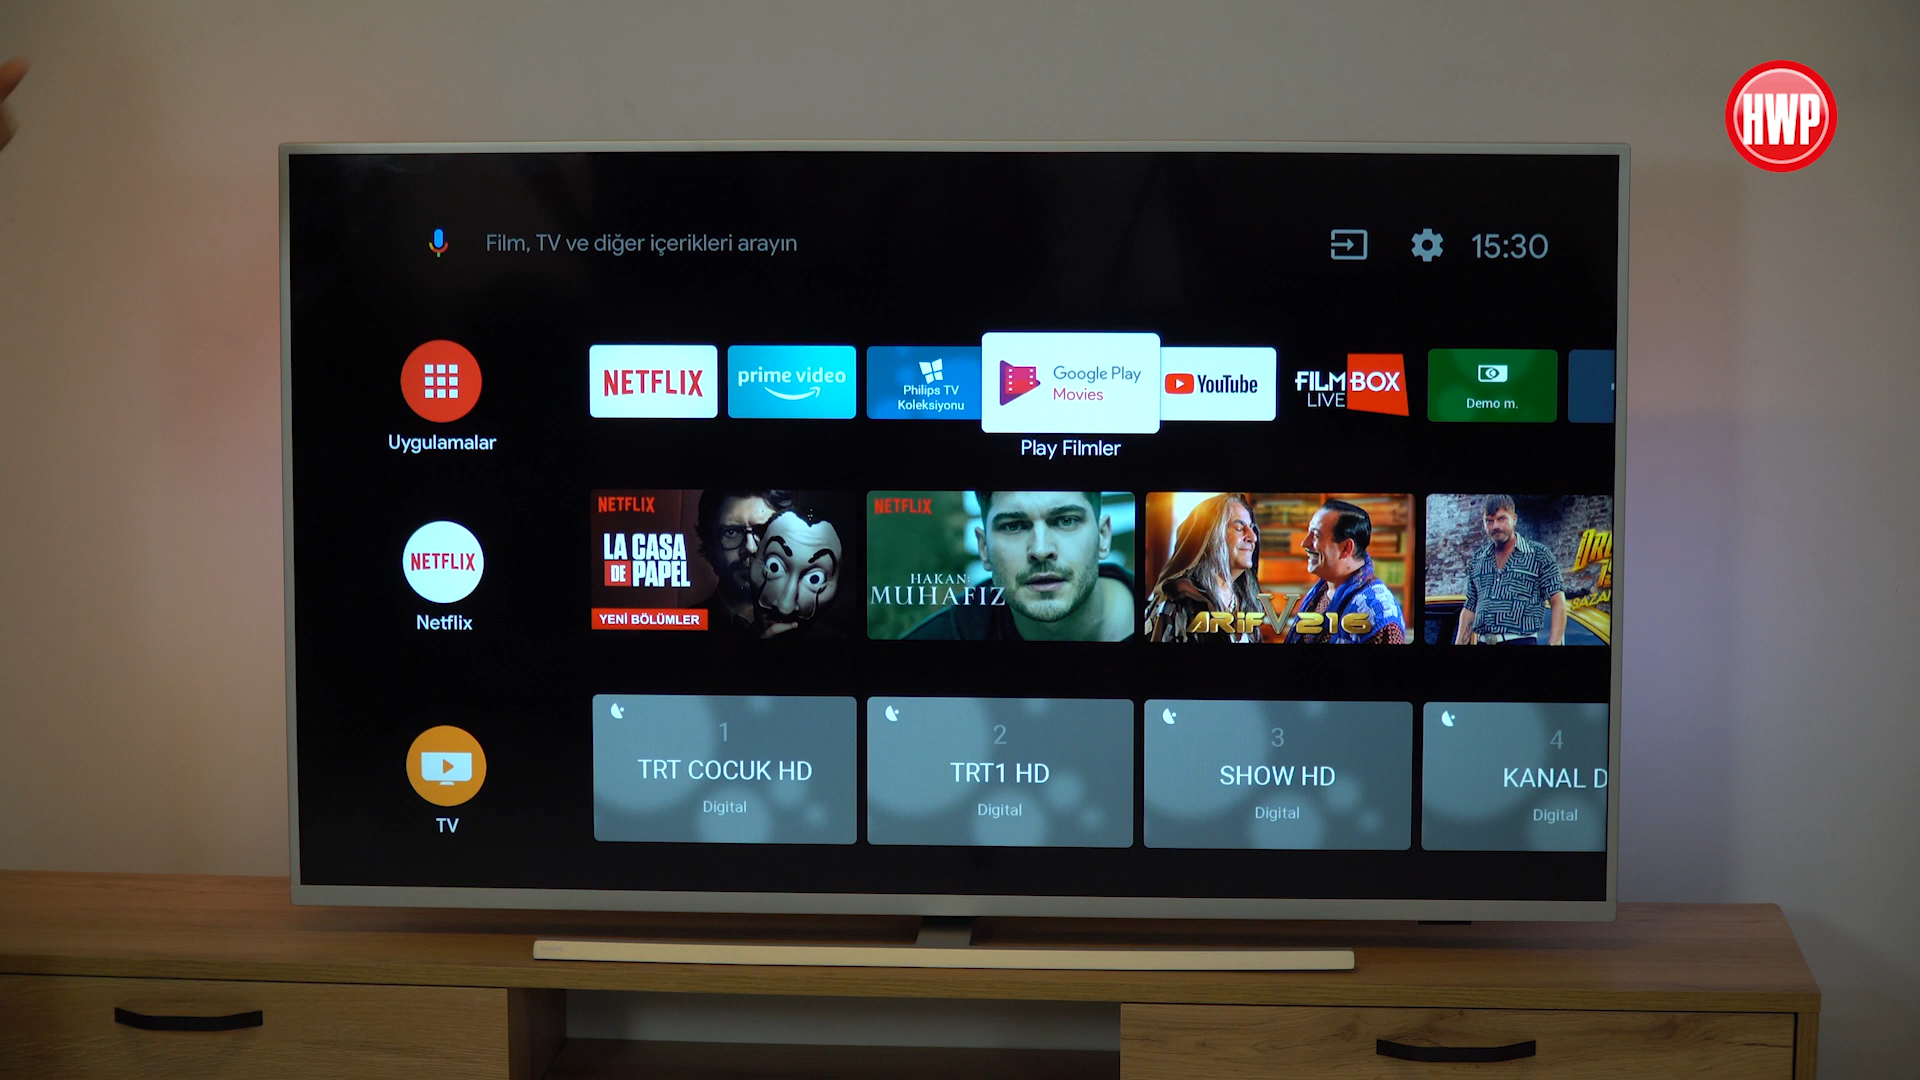 HWP
Film, TV ve diğer içerikleri arayın
15:30
NETFLIX
prime video
Philips TV
Koleksiyonu
Google Play
Movies
YouTube
FILMBOX
LIVE
Demo m.
Uygulamalar
Play Filmler
NETFLIX
LA CASA
DE PAPEL
YENİ BÖLÜMLER
NETFLIX
HAKAN:
MUHAFIZ
ARİF V 216
NETFLIX
Netflix
1
TRT COCUK HD
Digital
2
TRT1 HD
Digital
3
SHOW HD
Digital
4
KANAL D
Digital
TV